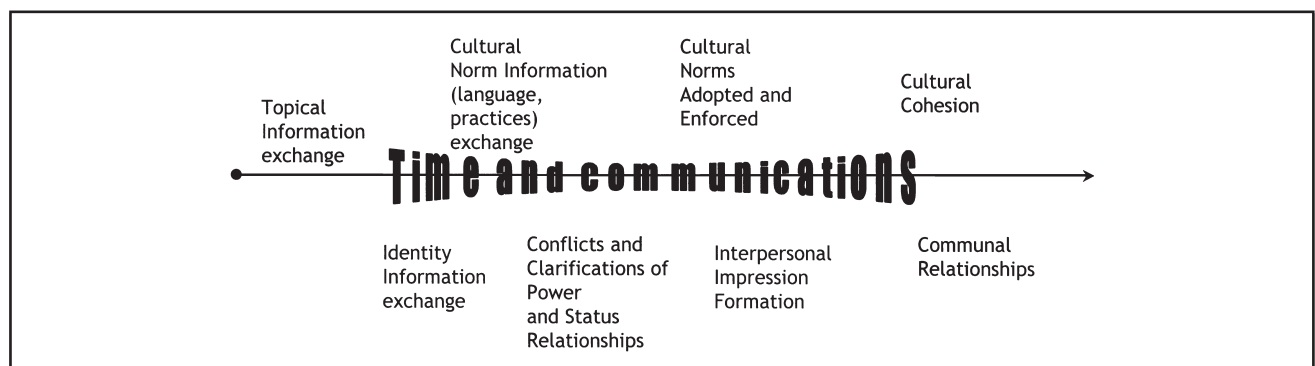 Topical
Information
exchange
Cultural
Norm Information
(language,
practices)
exchange
Cultural
Norms
Adopted and
Enforced
Cultural
Cohesion
Time and communications
Identity
Information
exchange
Conflicts and
Clarifications of
Power
and Status
Relationships
Interpersonal
Impression
Formation
Communal
Relationships